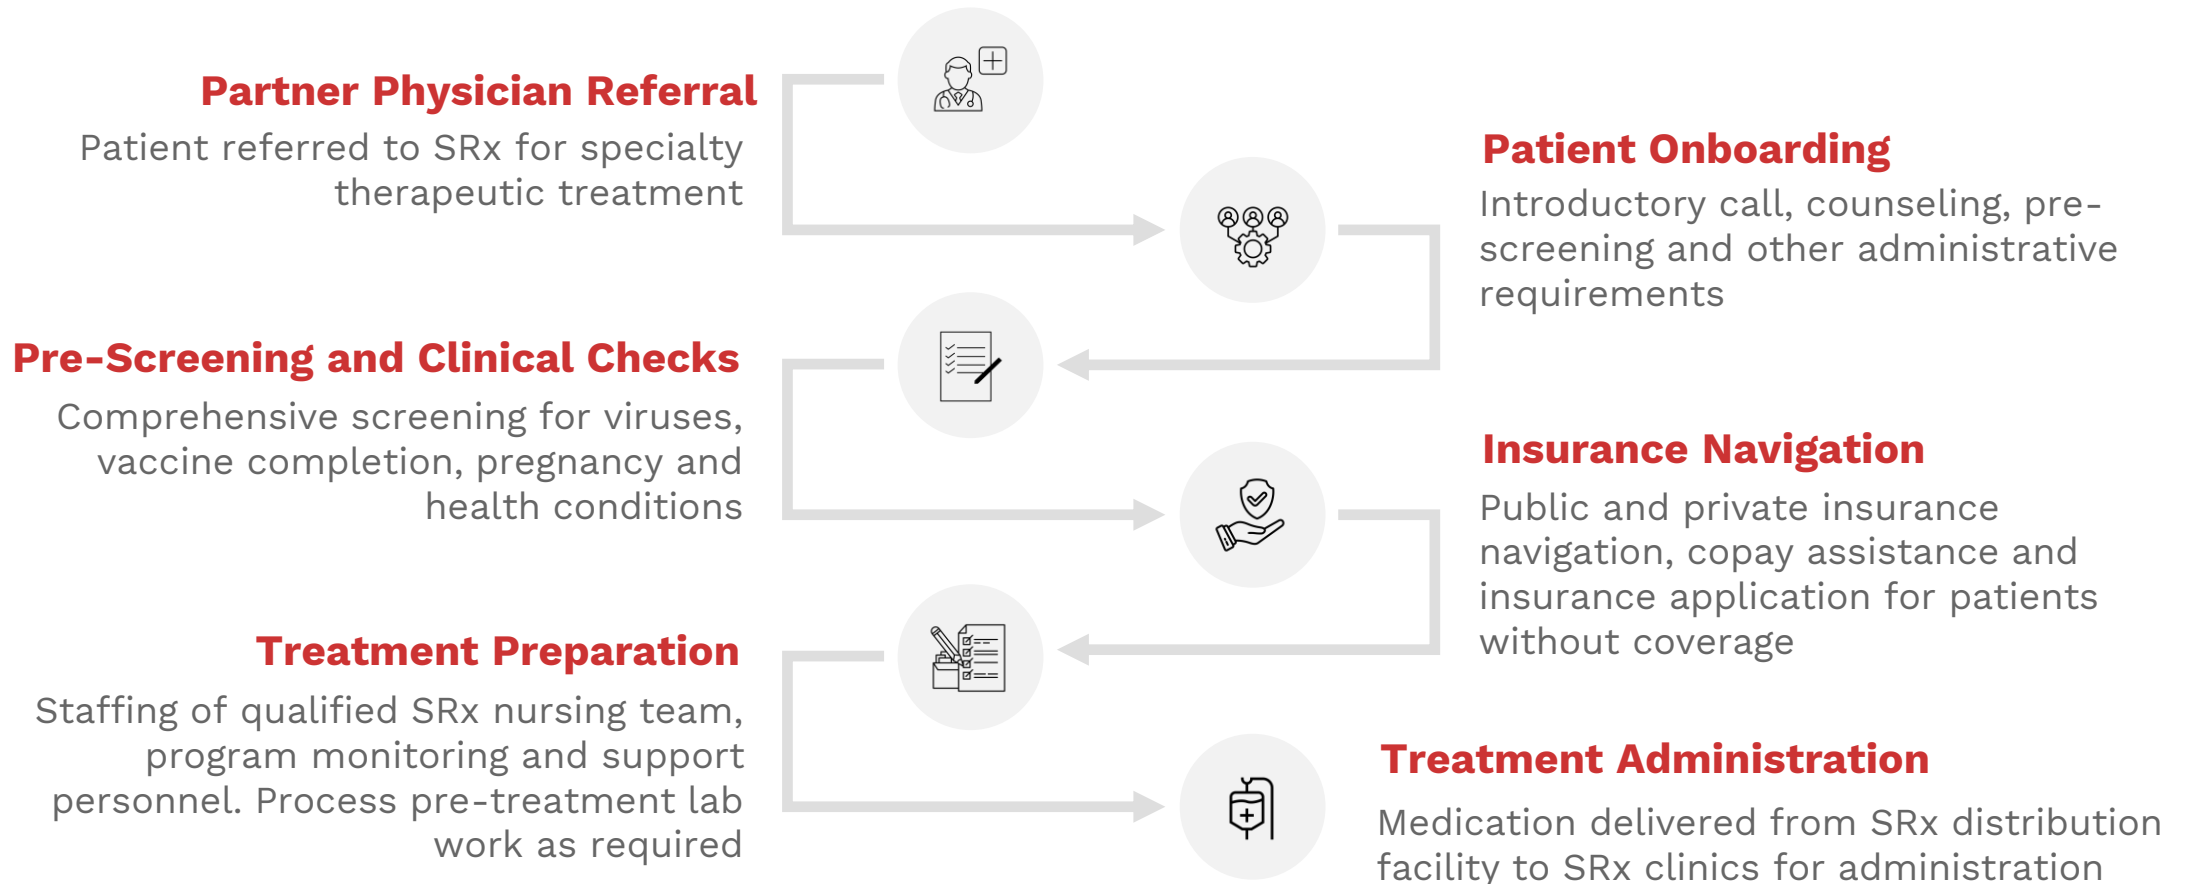 Partner Physician Referral
Patient referred to SRx for specialty
therapeutic treatment
Patient Onboarding
Introductory call, counseling, pre-
screening and other administrative
requirements
Pre-Screening and Clinical Checks
Comprehensive screening for viruses,
vaccine completion, pregnancy and
health conditions
Insurance Navigation
Public and private insurance
navigation, copay assistance and
insurance application for patients
without coverage
Treatment Preparation
Staffing of qualified SRx nursing team,
program monitoring and support
personnel. Process pre-treatment lab
work as required
Treatment Administration
Medication delivered from SRx distribution
facility to SRx clinics for administration